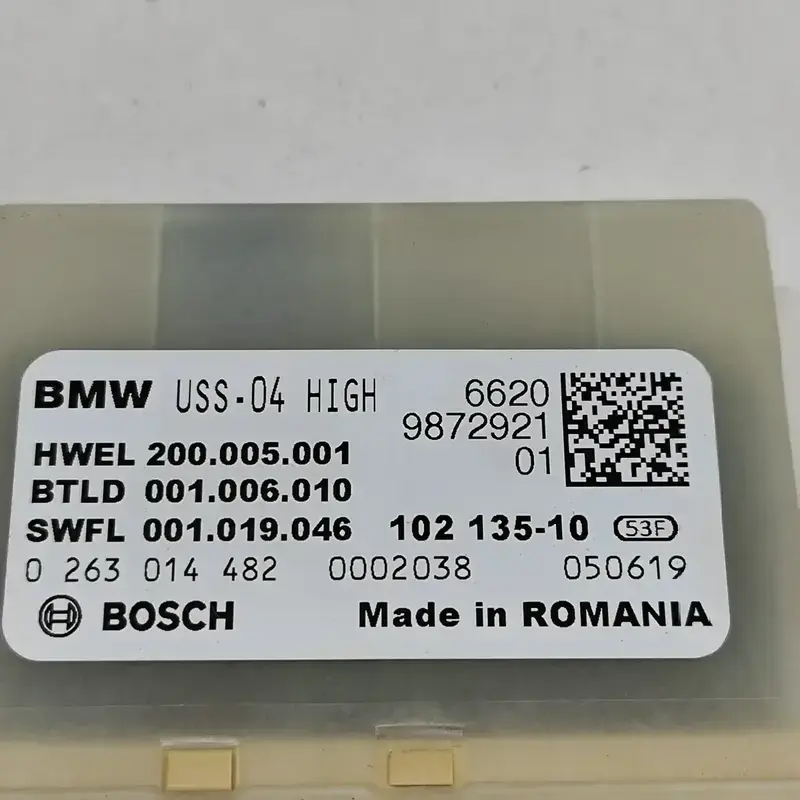 BMW USS-04 HIGH 6620
9872921
HWEL 200.005.001 01
BTLD 001.006.010
SWFL 001.019.046 102 135-10 53F
0 263 014 482 0002038 050619
BOSCH Made in ROMANIA